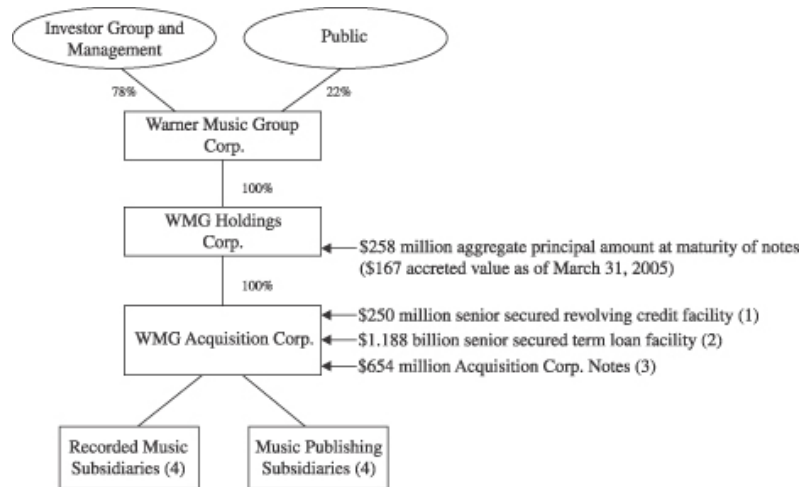 Investor Group and
Management
Public
78%
22%
Warner Music Group
Corp.
100%
WMG Holdings
Corp.
$258 million aggregate principal amount at maturity of notes
($167 accreted value as of March 31, 2005)
100%
WMG Acquisition Corp.
$250 million senior secured revolving credit facility (1)
$1.188 billion senior secured term loan facility (2)
$654 million Acquisition Corp. Notes (3)
Recorded Music
Subsidiaries (4)
Music Publishing
Subsidiaries (4)